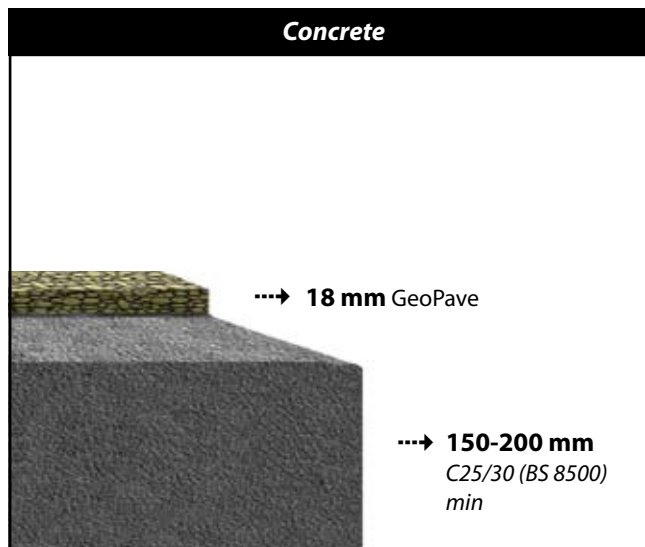 Concrete
18 mm GeoPave
150-200 mm
C25/30 (BS 8500)
min